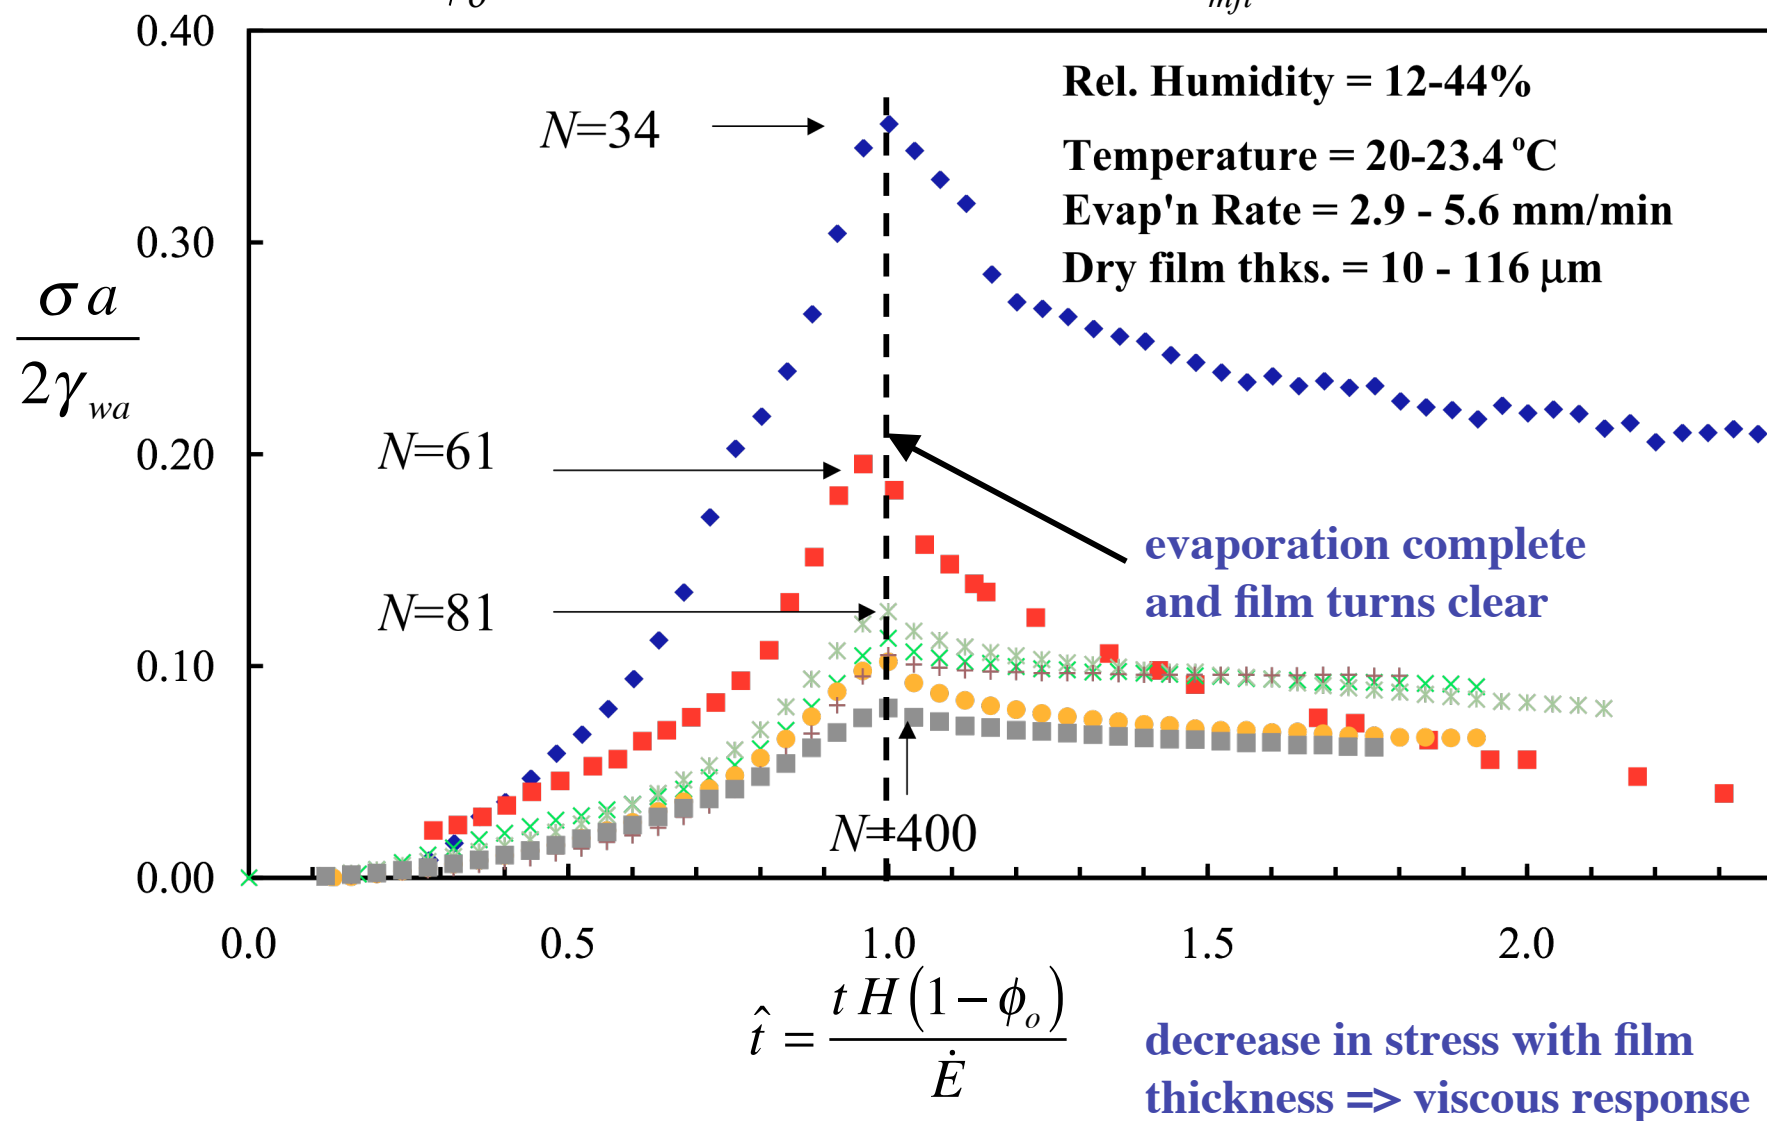 0.40
Rel. Humidity = 12-44%
N=34
Temperature = 20-23.4 °C
Evap'n Rate = 2.9 - 5.6 mm/min
0.30
Dry film thks. = 10 - 116 μm
σ a
2γ wa
N=61
0.20
evaporation complete
and film turns clear
N=81
0.10
N=400
0.00
0.0 0.5 1.0 1.5 2.0
t̂ = t H (1 − ϕo)
Ė
decrease in stress with film
thickness => viscous response